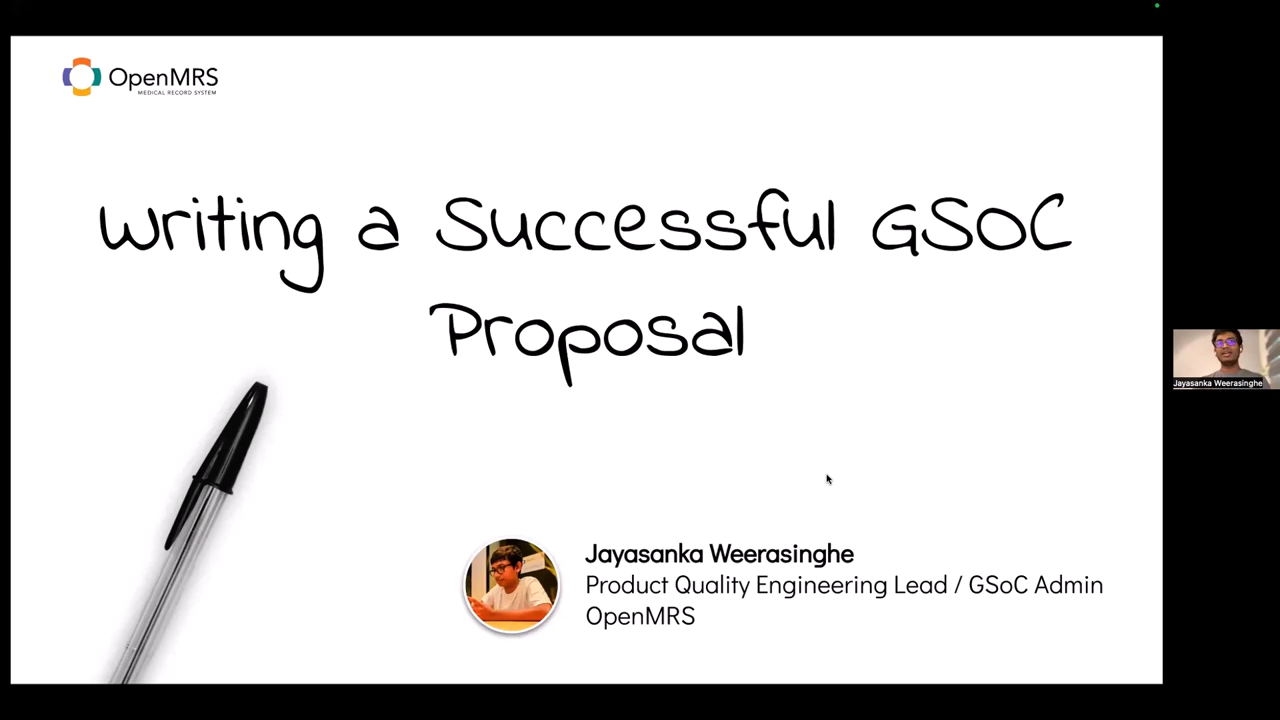 OpenMRS
MEDICAL RECORD SYSTEM
Writing a Successful GSoC
Proposal
Jayasanka Weerasinghe
Jayasanka Weerasinghe
Product Quality Engineering Lead / GSoC Admin
OpenMRS